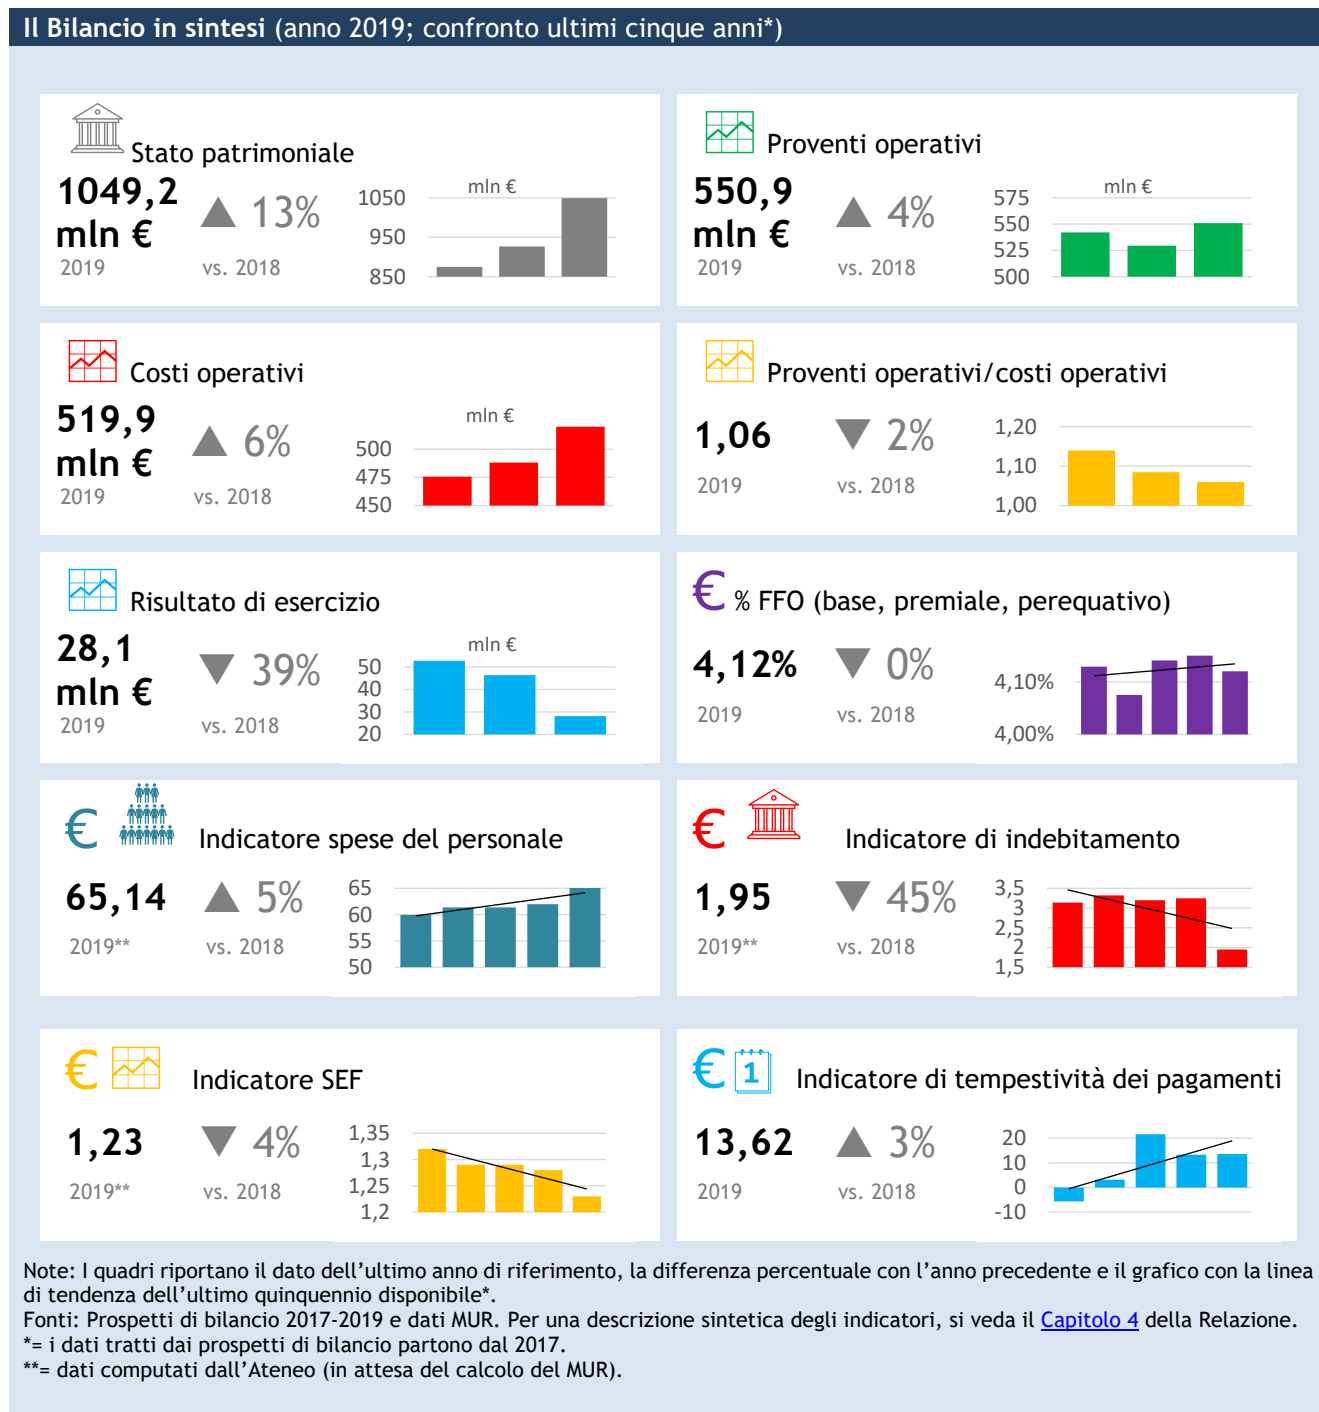 Il Bilancio in sintesi (anno 2019; confronto ultimi cinque anni*)
Stato patrimoniale
1049,2
mln €
2019
▲ 13%
vs. 2018
mln €
1050
950
850
Proventi operativi
550,9
mln €
2019
▲ 4%
vs. 2018
mln €
575
550
525
500
Costi operativi
519,9
mln €
2019
▲ 6%
vs. 2018
mln €
500
475
450
Proventi operativi/costi operativi
1,06
2019
▼ 2%
vs. 2018
1,20
1,10
1,00
Risultato di esercizio
28,1
mln €
2019
▼ 39%
vs. 2018
mln €
50
40
30
20
€ % FFO (base, premiale, perequativo)
4,12%
2019
▼ 0%
vs. 2018
4,10%
4,00%
€ Indicatore spese del personale
65,14
2019**
▲ 5%
vs. 2018
65
60
55
50
€ Indicatore di indebitamento
1,95
2019**
▼ 45%
vs. 2018
3,5
3
2,5
2
1,5
€ Indicatore SEF
1,23
2019**
▼ 4%
vs. 2018
1,35
1,3
1,25
1,2
€ 1 Indicatore di tempestività dei pagamenti
13,62
2019
▲ 3%
vs. 2018
20
10
0
-10
Note: I quadri riportano il dato dell’ultimo anno di riferimento, la differenza percentuale con l’anno precedente e il grafico con la linea
di tendenza dell’ultimo quinquennio disponibile*.
Fonti: Prospetti di bilancio 2017-2019 e dati MUR. Per una descrizione sintetica degli indicatori, si veda il Capitolo 4 della Relazione.
*= i dati tratti dai prospetti di bilancio partono dal 2017.
**= dati computati dall’Ateneo (in attesa del calcolo del MUR).